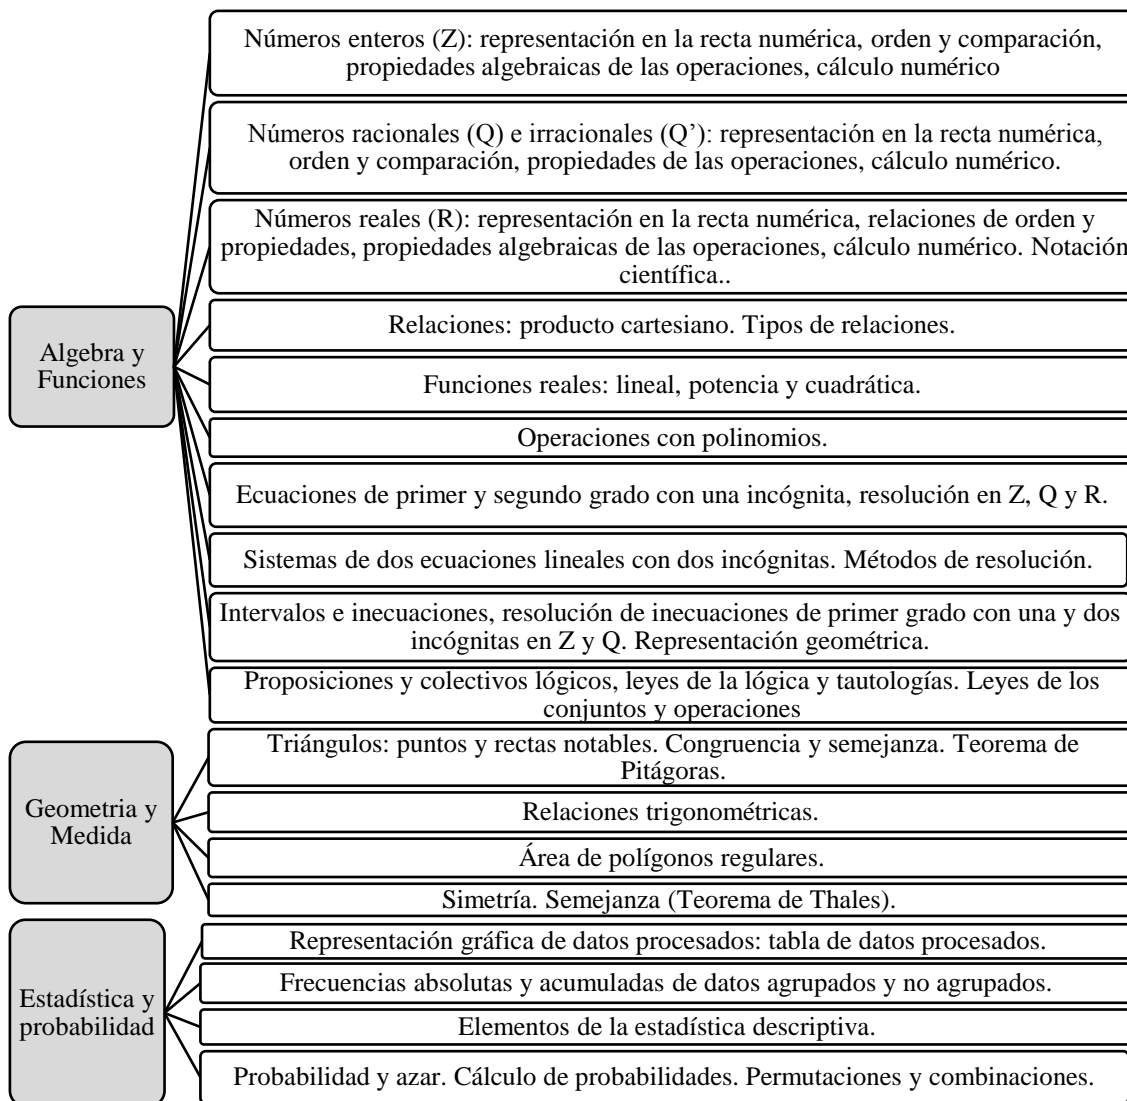 Algebra y
Funciones
Números enteros (Z): representación en la recta numérica, orden y comparación,
propiedades algebraicas de las operaciones, cálculo numérico
Números racionales (Q) e irracionales (Q’): representación en la recta numérica,
orden y comparación, propiedades de las operaciones, cálculo numérico.
Números reales (R): representación en la recta numérica, relaciones de orden y
propiedades, propiedades algebraicas de las operaciones, cálculo numérico. Notación
científica..
Relaciones: producto cartesiano. Tipos de relaciones.
Funciones reales: lineal, potencia y cuadrática.
Operaciones con polinomios.
Ecuaciones de primer y segundo grado con una incógnita, resolución en Z, Q y R.
Sistemas de dos ecuaciones lineales con dos incógnitas. Métodos de resolución.
Intervalos e inecuaciones, resolución de inecuaciones de primer grado con una y dos
incógnitas en Z y Q. Representación geométrica.
Proposiciones y colectivos lógicos, leyes de la lógica y tautologías. Leyes de los
conjuntos y operaciones
Geometria y
Medida
Triángulos: puntos y rectas notables. Congruencia y semejanza. Teorema de
Pitágoras.
Relaciones trigonométricas.
Área de polígonos regulares.
Simetría. Semejanza (Teorema de Thales).
Estadística y
probabilidad
Representación gráfica de datos procesados: tabla de datos procesados.
Frecuencias absolutas y acumuladas de datos agrupados y no agrupados.
Elementos de la estadística descriptiva.
Probabilidad y azar. Cálculo de probabilidades. Permutaciones y combinaciones.